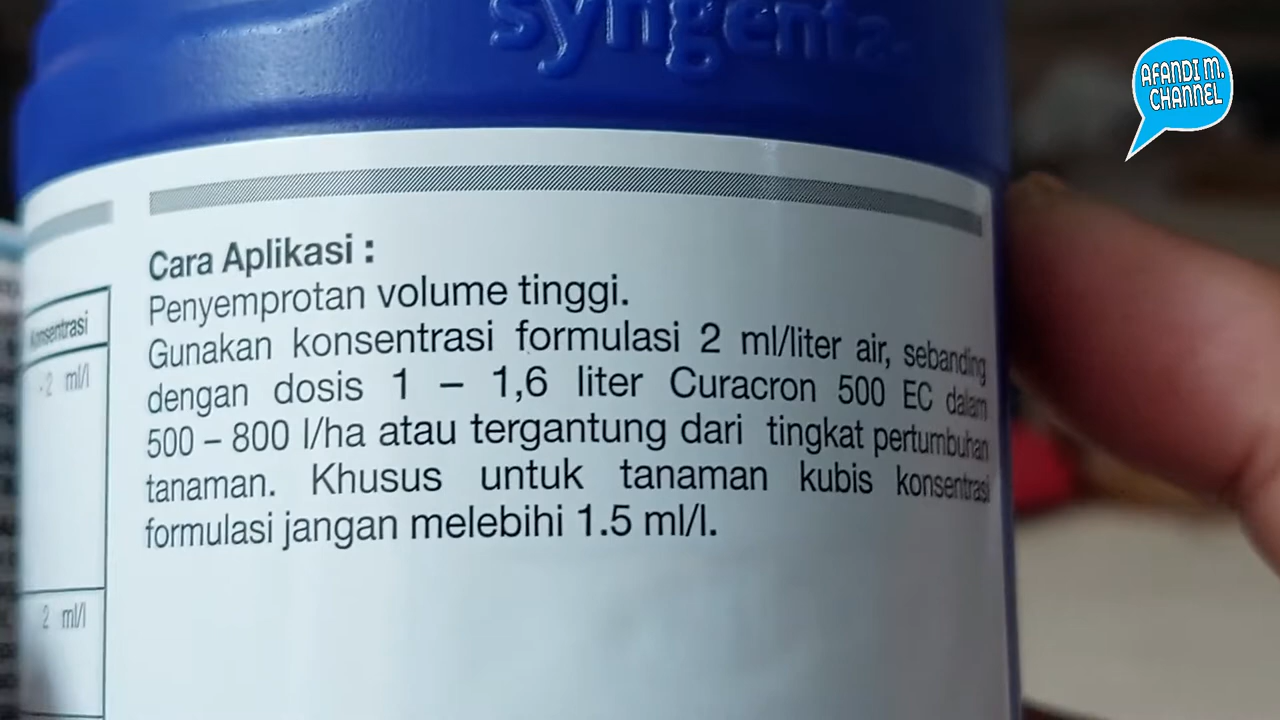 syngenta
AFANDI M.
CHANNEL
Cara Aplikasi :
Penyemprotan volume tinggi.
Gunakan konsentrasi formulasi 2 ml/liter air, sebanding
dengan dosis 1 – 1,6 liter Curacron 500 EC dalam
500 – 800 l/ha atau tergantung dari tingkat pertumbuhan
tanaman. Khusus untuk tanaman kubis konsentrasi
formulasi jangan melebihi 1.5 ml/l.
Konsentrasi
2 ml/l
2 ml/l